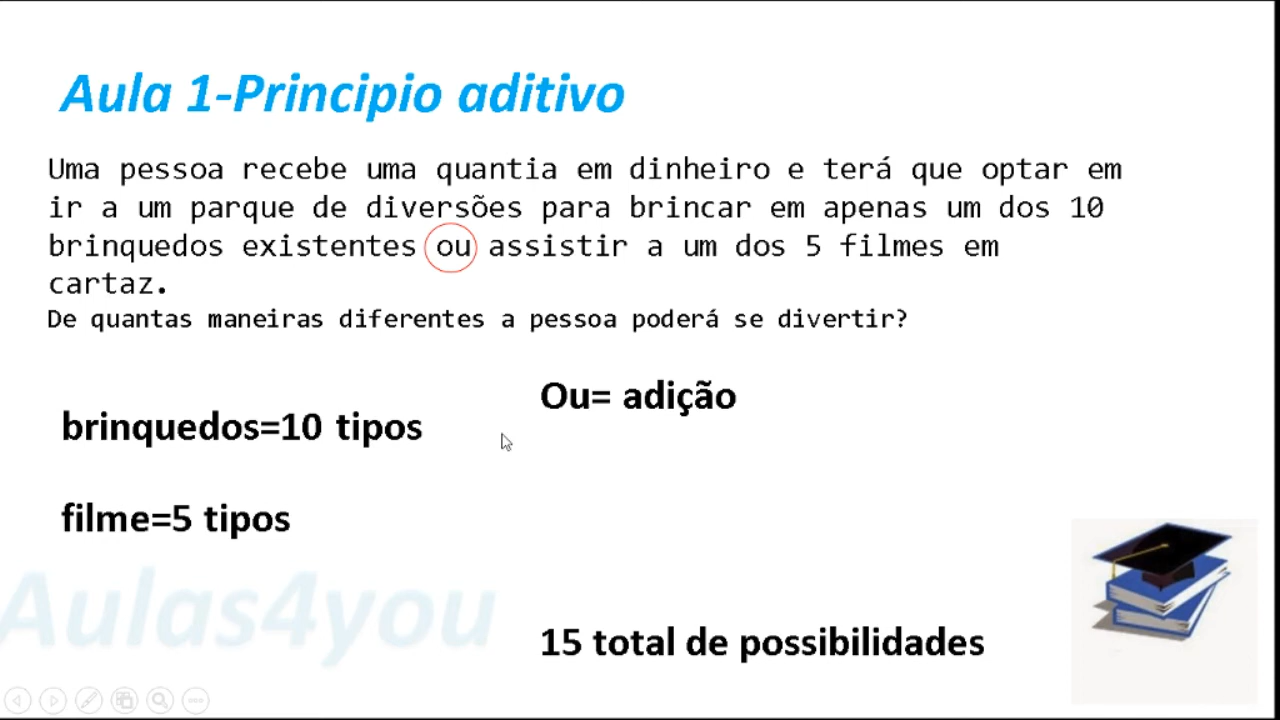 Aula 1-Principio aditivo
Uma pessoa recebe uma quantia em dinheiro e terá que optar em
ir a um parque de diversões para brincar em apenas um dos 10
brinquedos existentes ou assistir a um dos 5 filmes em
cartaz.
De quantas maneiras diferentes a pessoa poderá se divertir?
Ou= adição
brinquedos=10 tipos
filme=5 tipos
Aulas4you
15 total de possibilidades